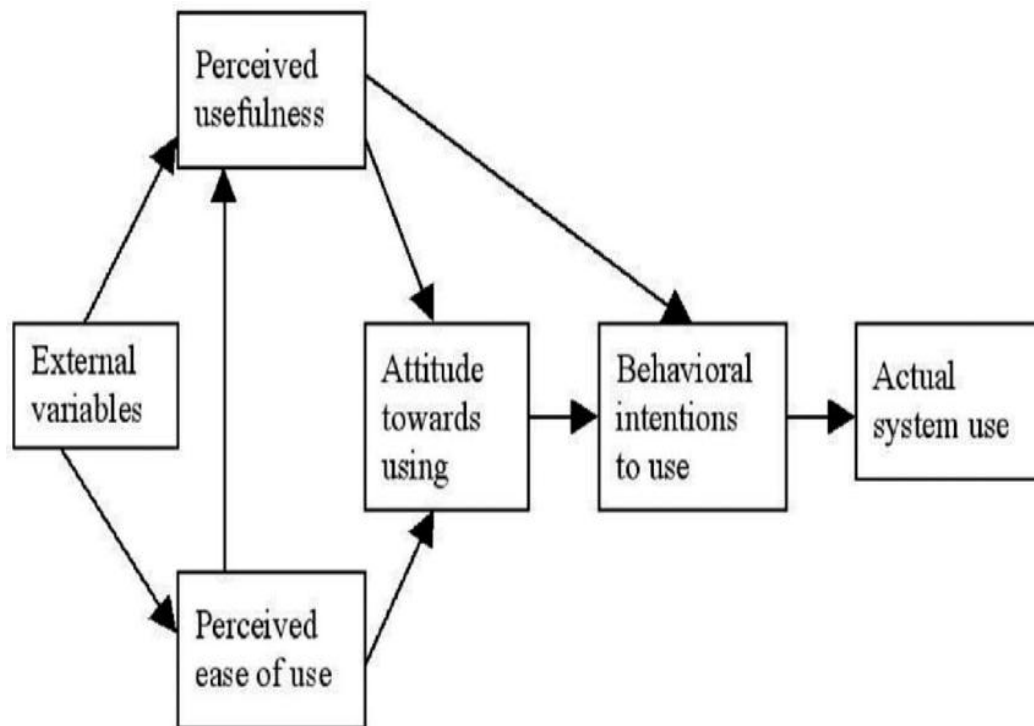 Perceived
usefulness
External
variables
Attitude
towards
using
Behavioral
intentions
to use
Actual
system use
Perceived
ease of use